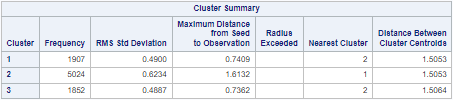 Cluster Summary
Cluster Frequency RMS Std Deviation Maximum Distance from Seed to Observation Radius Exceeded Nearest Cluster Distance Between Cluster Centroids
1 1907 0.4900 0.7409 2 1.5053
2 5024 0.6234 1.6132 1 1.5053
3 1852 0.4887 0.7362 2 1.5064